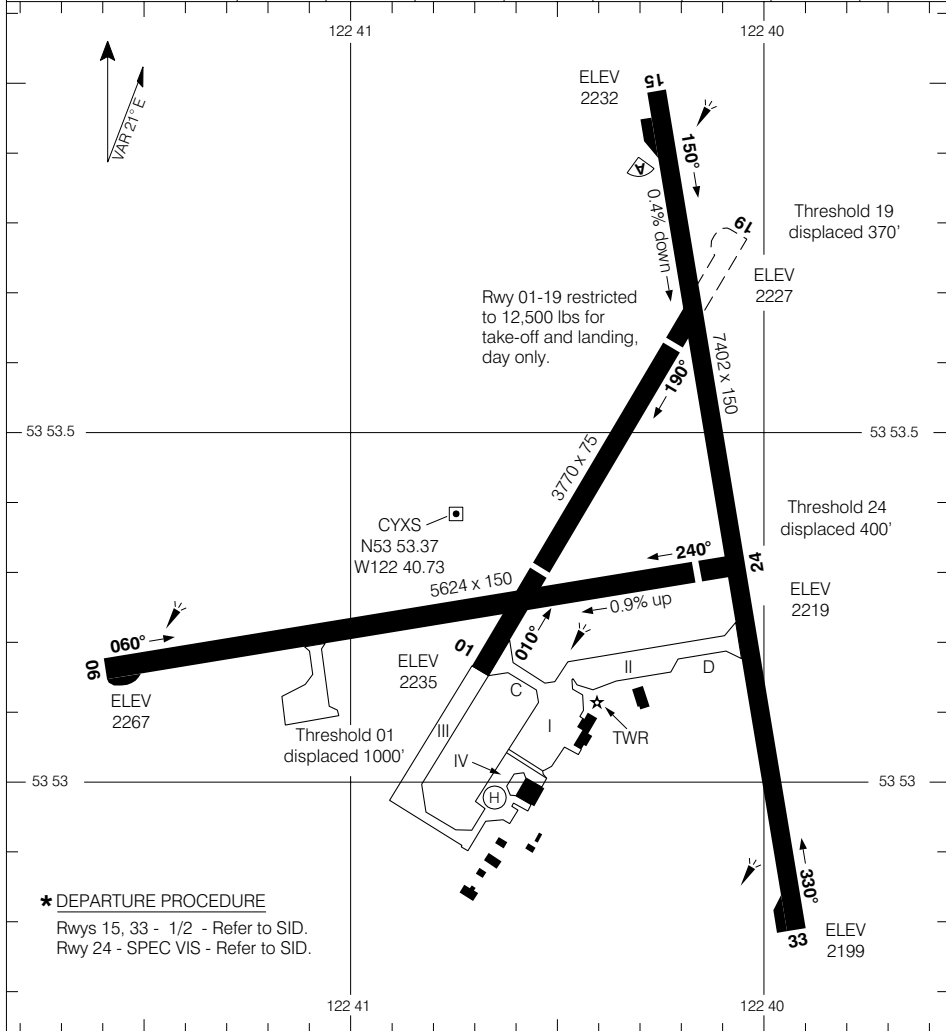 122 41
122 40
VAR 21° E
ELEV
2232
15
150°
0.4% down
A
19
Threshold 19
displaced 370'
ELEV
2227
Rwy 01-19 restricted
to 12,500 lbs for
take-off and landing,
day only.
190°
7402 x 150
53 53.5
53 53.5
3770 x 75
Threshold 24
displaced 400'
CYXS
N53 53.37
W122 40.73
240°
24
5624 x 150
0.9% up
ELEV
2219
060°
06
01
010°
ELEV
2235
ELEV
2267
C
II
D
III
I
TWR
Threshold 01
displaced 1000'
IV
H
53 53
53 53
330°
33
ELEV
2199
* DEPARTURE PROCEDURE
Rwys 15, 33 - 1/2 - Refer to SID.
Rwy 24 - SPEC VIS - Refer to SID.
122 41
122 40